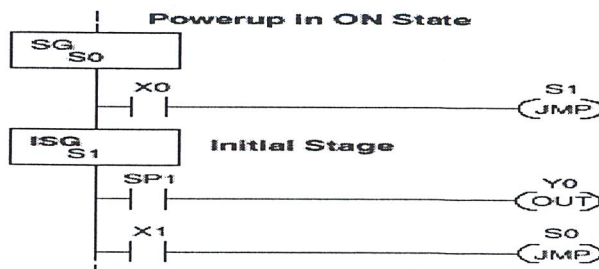 Powerup in ON State
SG
S0
X0
S1
JMP
ISG
S1
Initial Stage
SP1
Y0
OUT
X1
S0
JMP